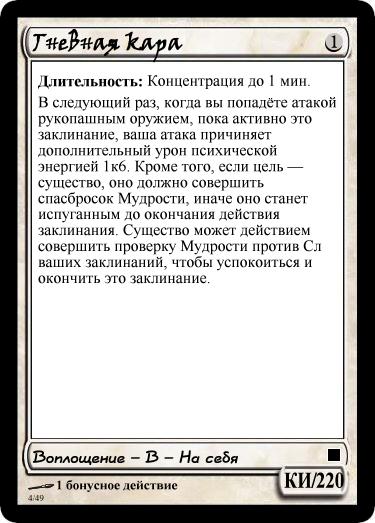 Гневная кара 1
Длительность: Концентрация до 1 мин.
В следующий раз, когда вы попадёте атакой
рукопашным оружием, пока активно это
заклинание, ваша атака причиняет
дополнительный урон психической
энергией 1к6. Кроме того, если цель —
существо, оно должно совершить
спасбросок Мудрости, иначе оно станет
испуганным до окончания действия
заклинания. Существо может действием
совершить проверку Мудрости против Сл
ваших заклинаний, чтобы успокоиться и
окончить это заклинание.
Воплощение – В – На себя
1 бонусное действие
КИ/220
4/49